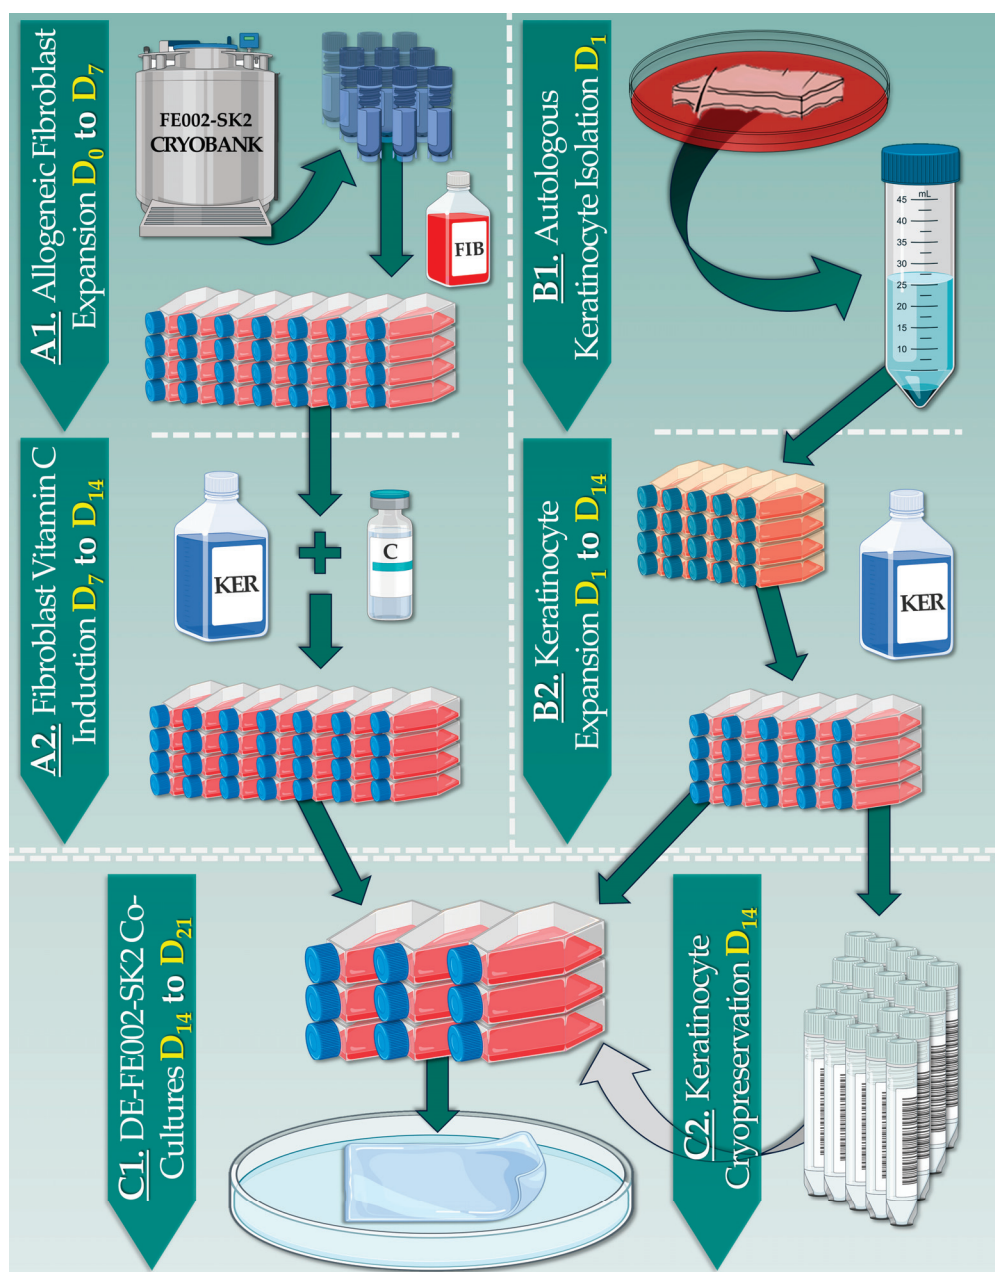 A1. Allogeneic Fibroblast
Expansion D0 to D7
FE002-SK2
CRYOBANK
FIB
B1. Autologous
Keratinocyte Isolation D1
mL
45
40
35
30
25
20
15
10
A2. Fibroblast Vitamin C
Induction D7 to D14
KER
C
B2. Keratinocyte
Expansion D1 to D14
KER
C1. DE-FE002-SK2 Co-
Cultures D14 to D21
C2. Keratinocyte
Cryopreservation D14